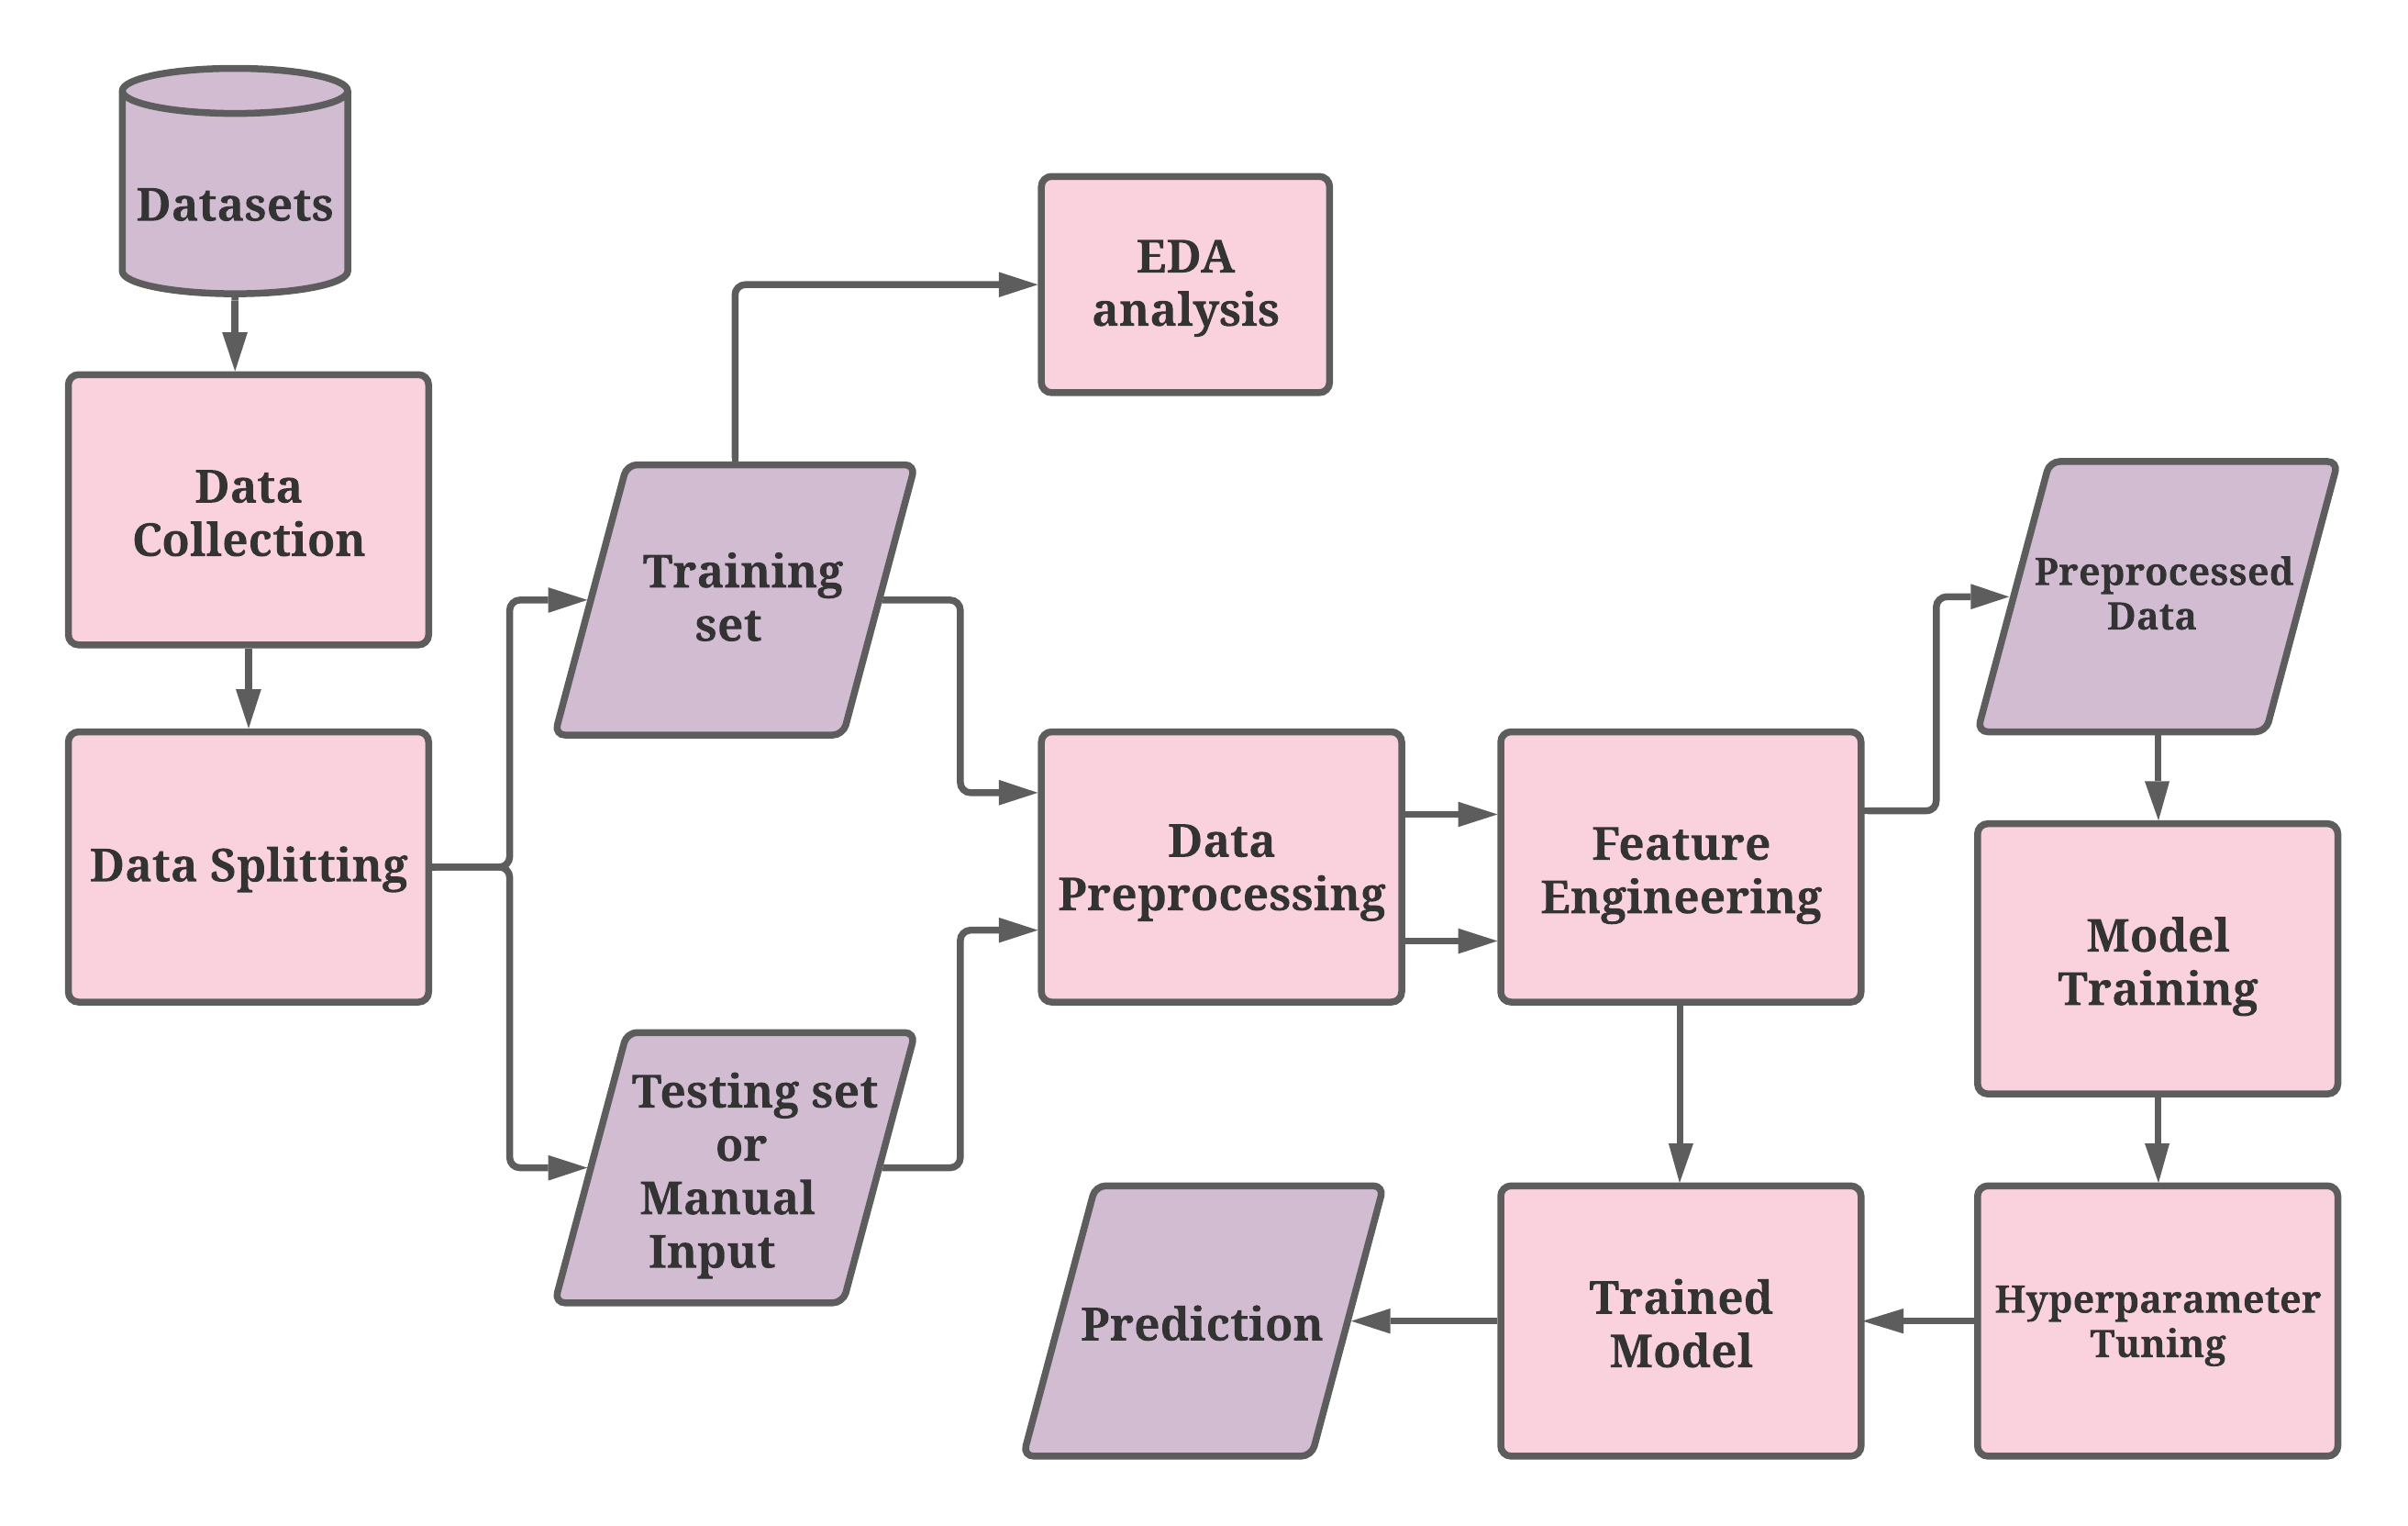 Datasets
Data
Collection
Data Splitting
Training
set
EDA
analysis
Testing set
or
Manual
Input
Data
Preprocessing
Feature
Engineering
Preprocessed
Data
Model
Training
Hyperparameter
Tuning
Trained
Model
Prediction